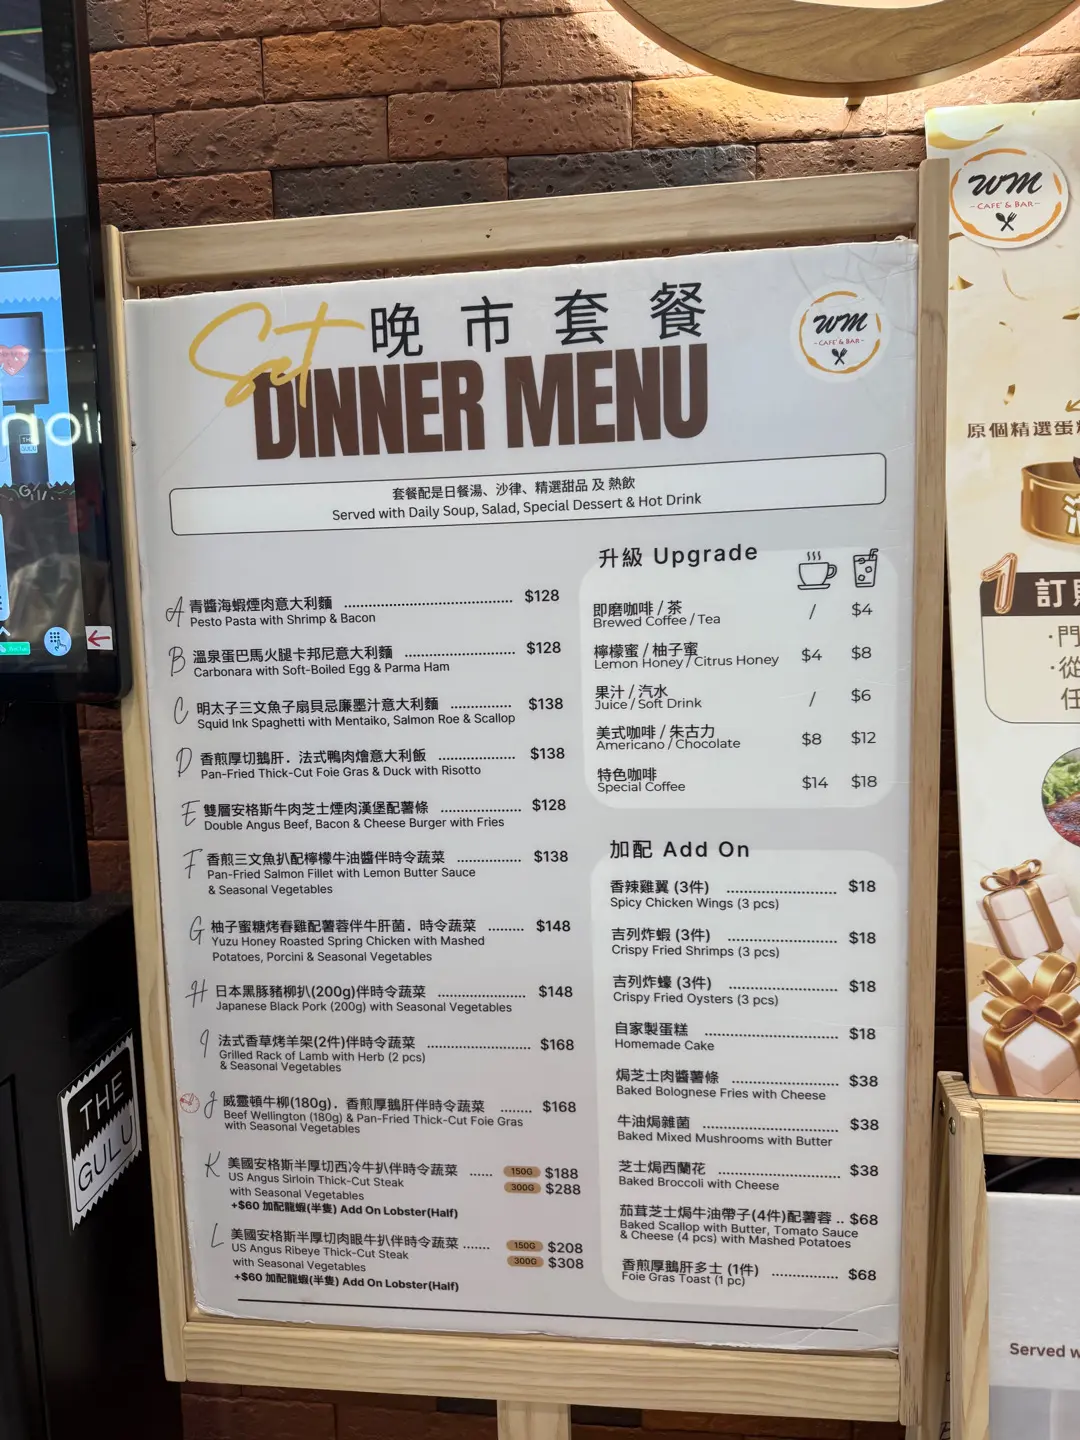 WM
- CAFE' & BAR -
原個精選蛋
訂
·門
·從
任
Served w
THE
GULU
Set 晚市套餐
DINNER MENU
WM
- CAFE' & BAR -
套餐配是日餐湯、沙律、精選甜品 及 熱飲
Served with Daily Soup, Salad, Special Dessert & Hot Drink
A 青醬海蝦煙肉意大利麵 $128
Pesto Pasta with Shrimp & Bacon
B 溫泉蛋巴馬火腿卡邦尼意大利麵 $128
Carbonara with Soft-Boiled Egg & Parma Ham
C 明太子三文魚子扇貝忌廉墨汁意大利麵 $138
Squid Ink Spaghetti with Mentaiko, Salmon Roe & Scallop
D 香煎厚切鵝肝．法式鴨肉燴意大利飯 $138
Pan-Fried Thick-Cut Foie Gras & Duck with Risotto
E 雙層安格斯牛肉芝士煙肉漢堡配薯條 $128
Double Angus Beef, Bacon & Cheese Burger with Fries
F 香煎三文魚扒配檸檬牛油醬伴時令蔬菜 $138
Pan-Fried Salmon Fillet with Lemon Butter Sauce
& Seasonal Vegetables
G 柚子蜜糖烤春雞配薯蓉伴牛肝菌．時令蔬菜 $148
Yuzu Honey Roasted Spring Chicken with Mashed
Potatoes, Porcini & Seasonal Vegetables
H 日本黑豚豬柳扒(200g)伴時令蔬菜 $148
Japanese Black Pork (200g) with Seasonal Vegetables
I 法式香草烤羊架(2件)伴時令蔬菜 $168
Grilled Rack of Lamb with Herb (2 pcs)
& Seasonal Vegetables
J 威靈頓牛柳(180g)．香煎厚鵝肝伴時令蔬菜 $168
Beef Wellington (180g) & Pan-Fried Thick-Cut Foie Gras
with Seasonal Vegetables
K 美國安格斯半厚切西冷牛扒伴時令蔬菜 150G $188
US Angus Sirloin Thick-Cut Steak 300G $288
with Seasonal Vegetables
+$60 加配龍蝦(半隻) Add On Lobster(Half)
L 美國安格斯半厚切肉眼牛扒伴時令蔬菜 150G $208
US Angus Ribeye Thick-Cut Steak 300G $308
with Seasonal Vegetables
+$60 加配龍蝦(半隻) Add On Lobster(Half)
升級 Upgrade
即磨咖啡 / 茶 / $4
Brewed Coffee / Tea
檸檬蜜 / 柚子蜜 $4 $8
Lemon Honey / Citrus Honey
果汁 / 汽水 / $6
Juice / Soft Drink
美式咖啡 / 朱古力 $8 $12
Americano / Chocolate
特色咖啡 $14 $18
Special Coffee
加配 Add On
香辣雞翼 (3件) $18
Spicy Chicken Wings (3 pcs)
吉列炸蝦 (3件) $18
Crispy Fried Shrimps (3 pcs)
吉列炸蠔 (3件) $18
Crispy Fried Oysters (3 pcs)
自家製蛋糕 $18
Homemade Cake
焗芝士肉醬薯條 $38
Baked Bolognese Fries with Cheese
牛油焗雜菌 $38
Baked Mixed Mushrooms with Butter
芝士焗西蘭花 $38
Baked Broccoli with Cheese
茄茸芝士焗牛油帶子(4件)配薯蓉 $68
Baked Scallop with Butter, Tomato Sauce
& Cheese (4 pcs) with Mashed Potatoes
香煎厚鵝肝多士 (1件) $68
Foie Gras Toast (1 pc)